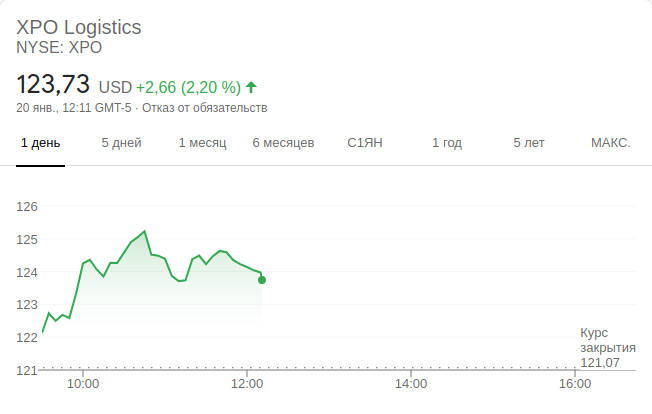 XPO Logistics
NYSE: XPO
123,73 USD +2,66 (2,20 %)
20 янв., 12:11 GMT-5 · Отказ от обязательств
1 день 5 дней 1 месяц 6 месяцев С1ЯН 1 год 5 лет МАКС.
126
125
124
123
122
121
Курс
закрытия
121,07
10:00 12:00 14:00 16:00